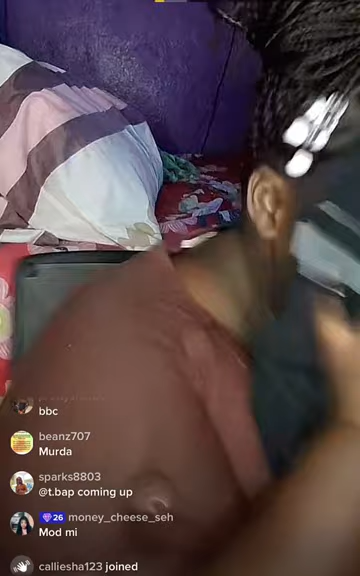 bbc
beanz707
Murda
sparks8803
@t.bap coming up
26 money_cheese_seh
Mod mi
calliesha123 joined